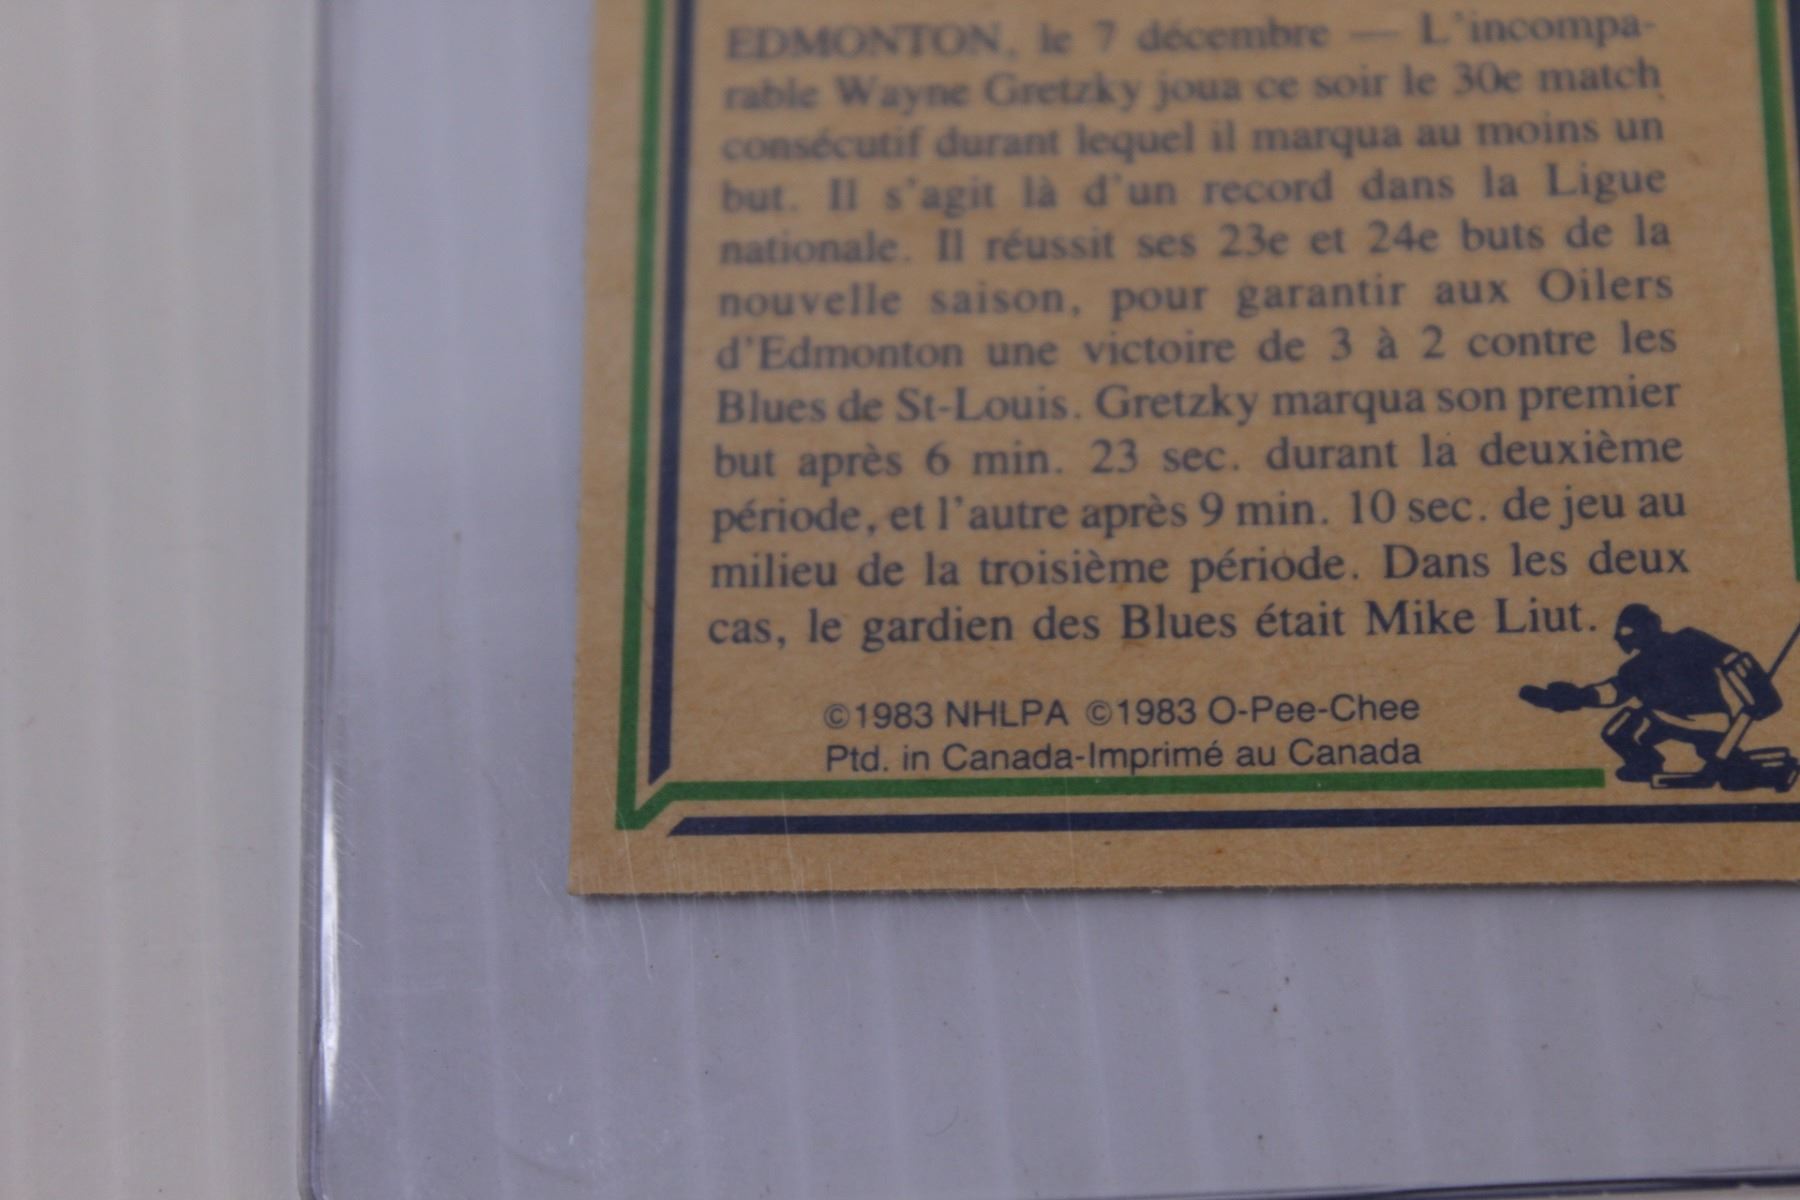 EDMONTON, le 7 décembre — L'incompa-
rable Wayne Gretzky joua ce soir le 30e match
consécutif durant lequel il marqua au moins un
but. Il s'agit là d'un record dans la Ligue
nationale. Il réussit ses 23e et 24e buts de la
nouvelle saison, pour garantir aux Oilers
d'Edmonton une victoire de 3 à 2 contre les
Blues de St-Louis. Gretzky marqua son premier
but après 6 min. 23 sec. durant la deuxième
période, et l'autre après 9 min. 10 sec. de jeu au
milieu de la troisième période. Dans les deux
cas, le gardien des Blues était Mike Liut.
©1983 NHLPA ©1983 O-Pee-Chee
Ptd. in Canada-Imprimé au Canada